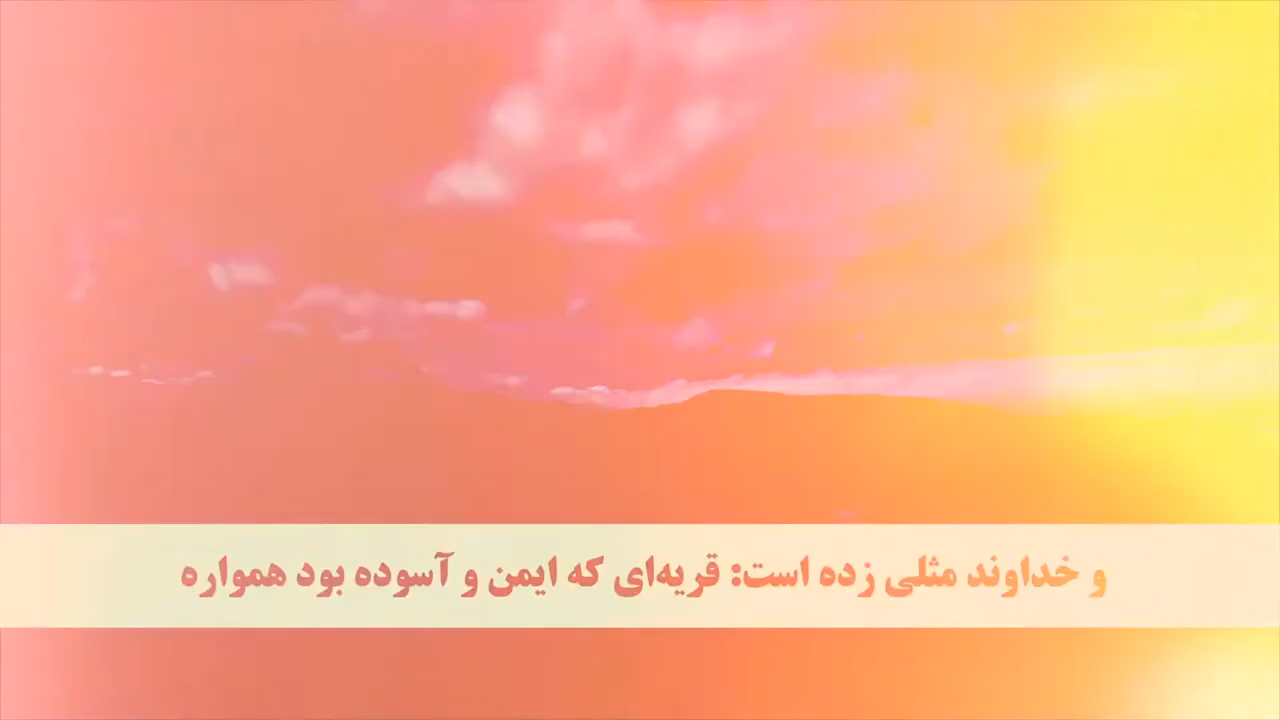 و خداوند مثلی زده است: قریه‌ای که ایمن و آسوده بود همواره